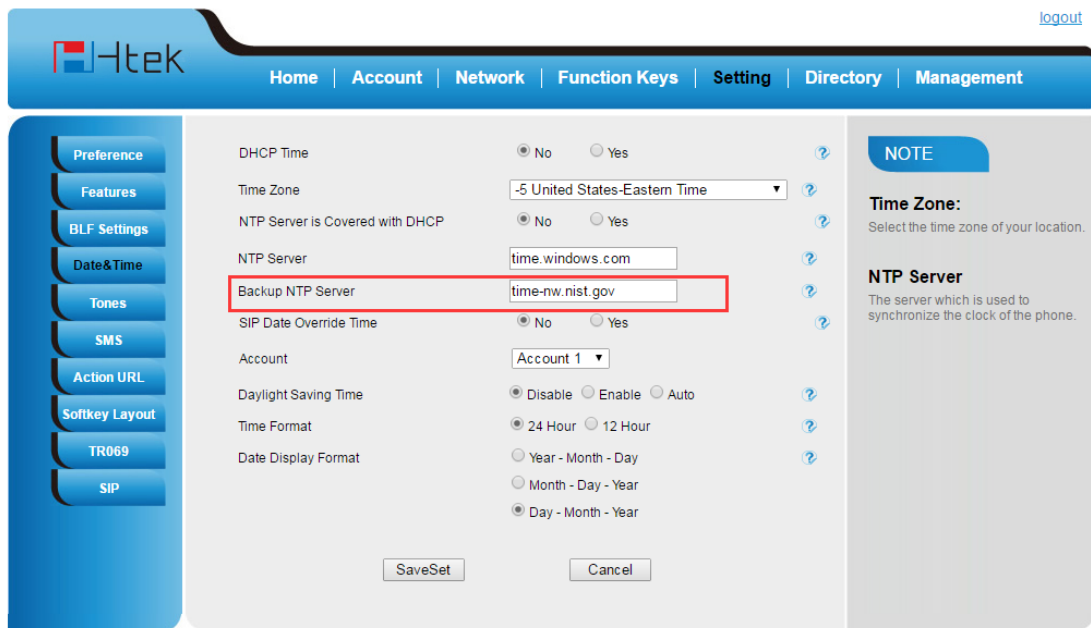 logout
Htek
Home Account Network Function Keys Setting Directory Management
Preference
Features
BLF Settings
Date&Time
Tones
SMS
Action URL
Softkey Layout
TR069
SIP
DHCP Time No Yes ?
Time Zone -5 United States-Eastern Time ?
NTP Server is Covered with DHCP No Yes ?
NTP Server time.windows.com ?
Backup NTP Server time-nw.nist.gov ?
SIP Date Override Time No Yes ?
Account Account 1
Daylight Saving Time Disable Enable Auto ?
Time Format 24 Hour 12 Hour ?
Date Display Format Year - Month - Day ?
Month - Day - Year
Day - Month - Year
SaveSet Cancel
NOTE
Time Zone:
Select the time zone of your location.
NTP Server
The server which is used to
synchronize the clock of the phone.